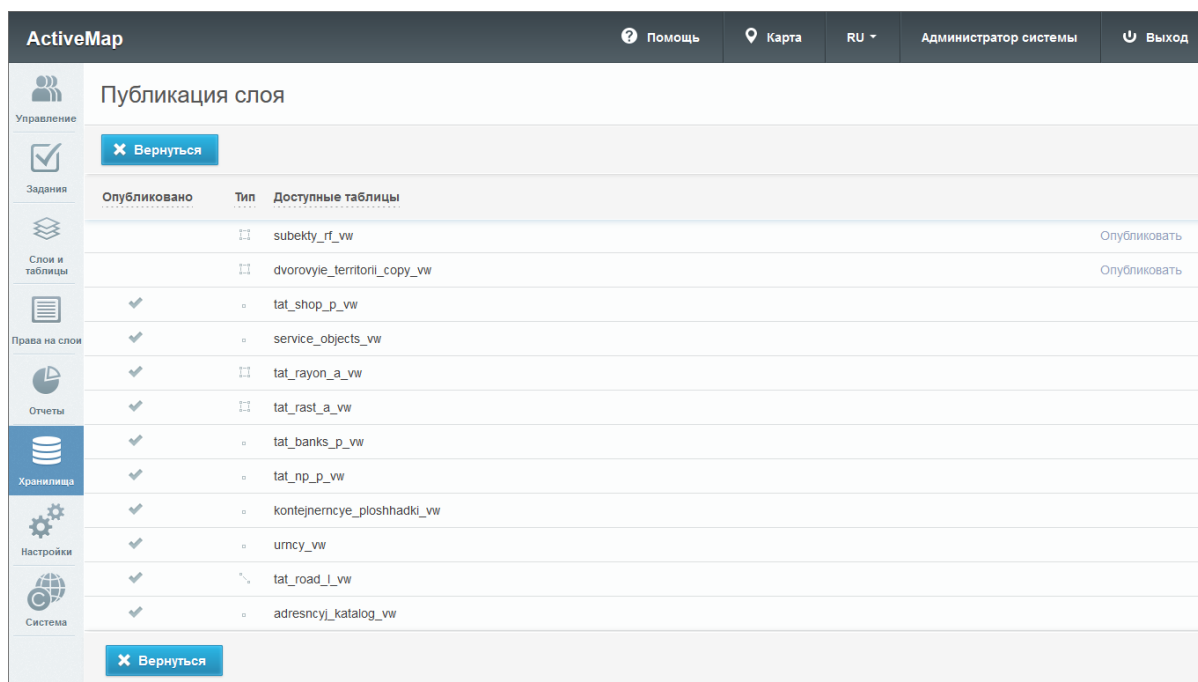 ActiveMap
Помощь
Карта
RU
Администратор системы
Выход
Управление
Задания
Слои и
таблицы
Права на слои
Отчеты
Хранилища
Настройки
Система
Публикация слоя
Вернуться
Опубликовано Тип Доступные таблицы
subekty_rf_vw Опубликовать
dvorovyie_territorii_copy_vw Опубликовать
tat_shop_p_vw
service_objects_vw
tat_rayon_a_vw
tat_rast_a_vw
tat_banks_p_vw
tat_np_p_vw
kontejnerncye_ploshhadki_vw
urncy_vw
tat_road_l_vw
adresncyj_katalog_vw
Вернуться